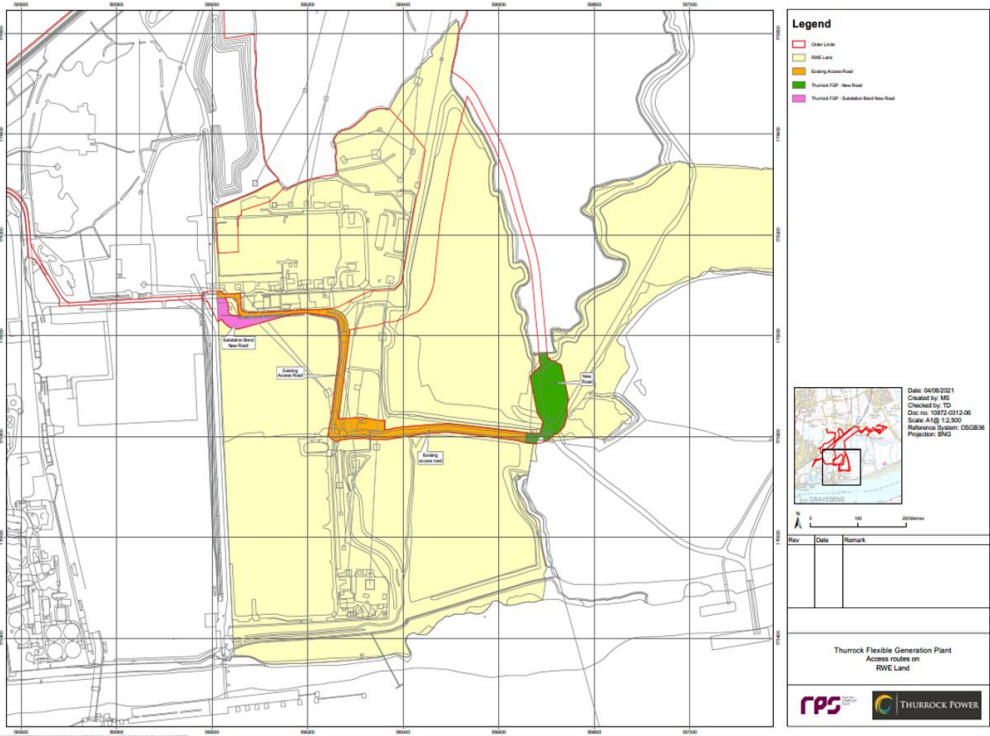 Legend
Order Limits
RWE Land
Existing Access Road
Thurrock FGP - New Road
Thurrock FGP - Substation Bend New Road
Substation Bend
New Road
Existing
Access Road
New
Road
Existing
access road
GRAVESEND
Date: 04/08/2021
Created by: MS
Checked by: TD
Doc no: 10872-0312-06
Scale: A1@ 1:2,500
Reference System: OSGB36
Projection: BNG
N
0 100 200 Metres
Rev Date Remark
Thurrock Flexible Generation Plant
Access routes on
RWE Land
rps
THURROCK POWER